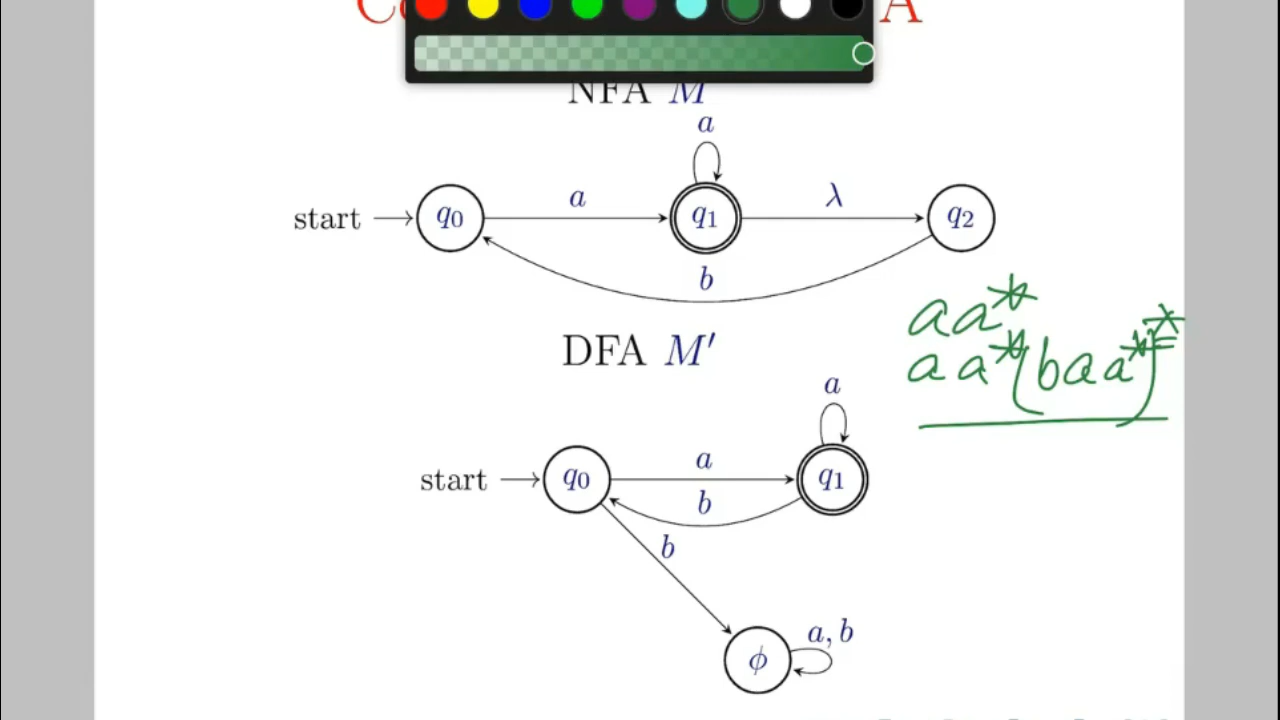 NFA M
a
start q₀ a q₁ λ q₂
b
aa*
DFA M′
aa*(baa*)*
a
start q₀ a q₁
b
b
a, b
ϕ